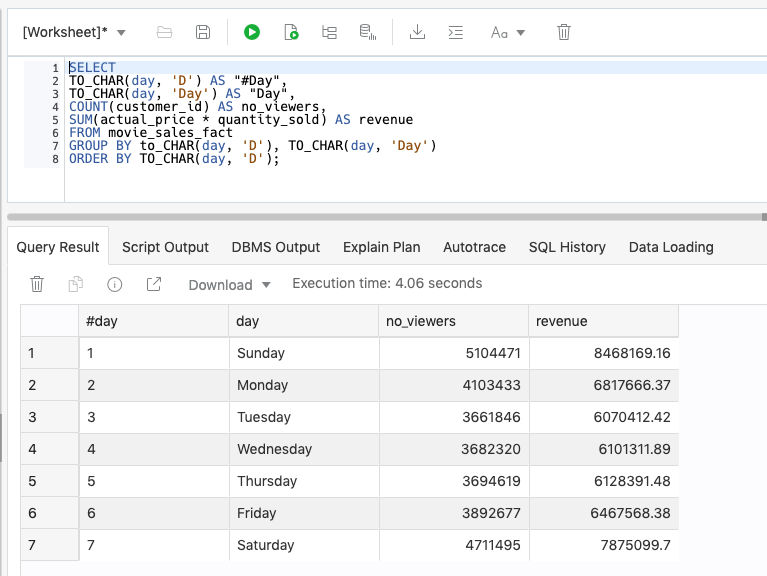 [Worksheet]*
Aa
1 SELECT
2 TO_CHAR(day, 'D') AS "#Day",
3 TO_CHAR(day, 'Day') AS "Day",
4 COUNT(customer_id) AS no_viewers,
5 SUM(actual_price * quantity_sold) AS revenue
6 FROM movie_sales_fact
7 GROUP BY to_CHAR(day, 'D'), TO_CHAR(day, 'Day')
8 ORDER BY TO_CHAR(day, 'D');
Query Result Script Output DBMS Output Explain Plan Autotrace SQL History Data Loading
Download Execution time: 4.06 seconds
#day day no_viewers revenue
1 1 Sunday 5104471 8468169.16
2 2 Monday 4103433 6817666.37
3 3 Tuesday 3661846 6070412.42
4 4 Wednesday 3682320 6101311.89
5 5 Thursday 3694619 6128391.48
6 6 Friday 3892677 6467568.38
7 7 Saturday 4711495 7875099.7